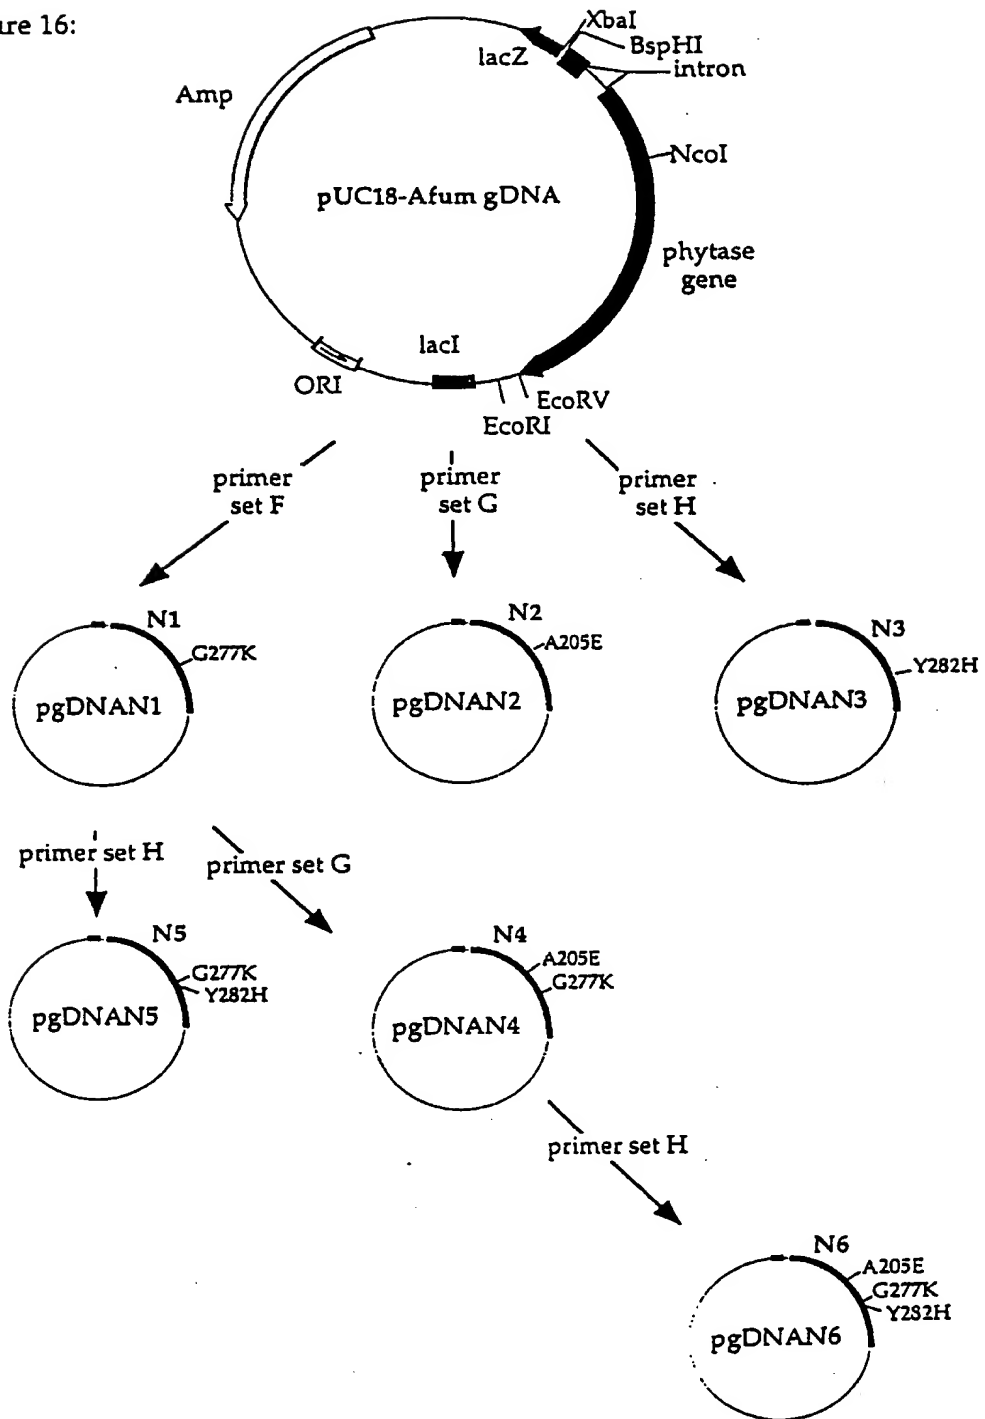 ure 16:
XbaI
BspHI
lacZ
intron
Amp
NcoI
pUC18-Afum gDNA
phytase
gene
lacI
ORI
EcoRV
EcoRI
primer
set F
primer
set G
primer
set H
N1
G277K
pgDNAN1
N2
A205E
pgDNAN2
N3
Y282H
pgDNAN3
primer set H
primer set G
N5
G277K
Y282H
pgDNAN5
N4
A205E
G277K
pgDNAN4
primer set H
N6
A205E
G277K
Y282H
pgDNAN6